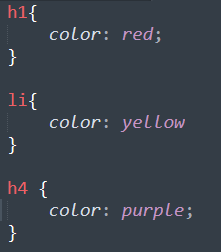 h1{
    color: red;
}

li{
    color: yellow
}

h4 {
    color: purple;
}